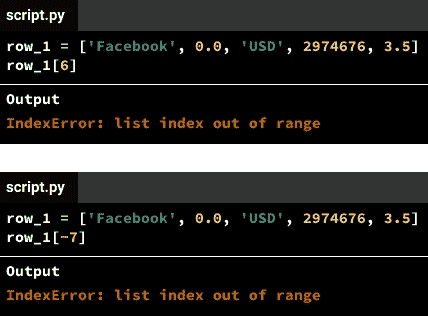 script.py
row_1 = ['Facebook', 0.0, 'USD', 2974676, 3.5]
row_1[6]
Output
IndexError: list index out of range
script.py
row_1 = ['Facebook', 0.0, 'USD', 2974676, 3.5]
row_1[-7]
Output
IndexError: list index out of range